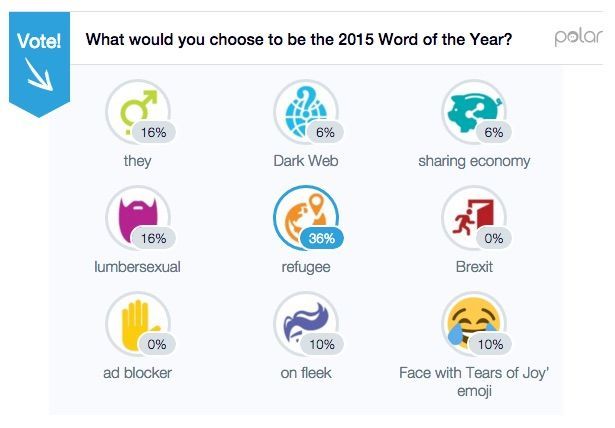 Vote!
What would you choose to be the 2015 Word of the Year?
polar
16%
6%
6%
they
Dark Web
sharing economy
16%
36%
0%
lumbersexual
refugee
Brexit
0%
10%
10%
ad blocker
on fleek
Face with Tears of Joy'
emoji